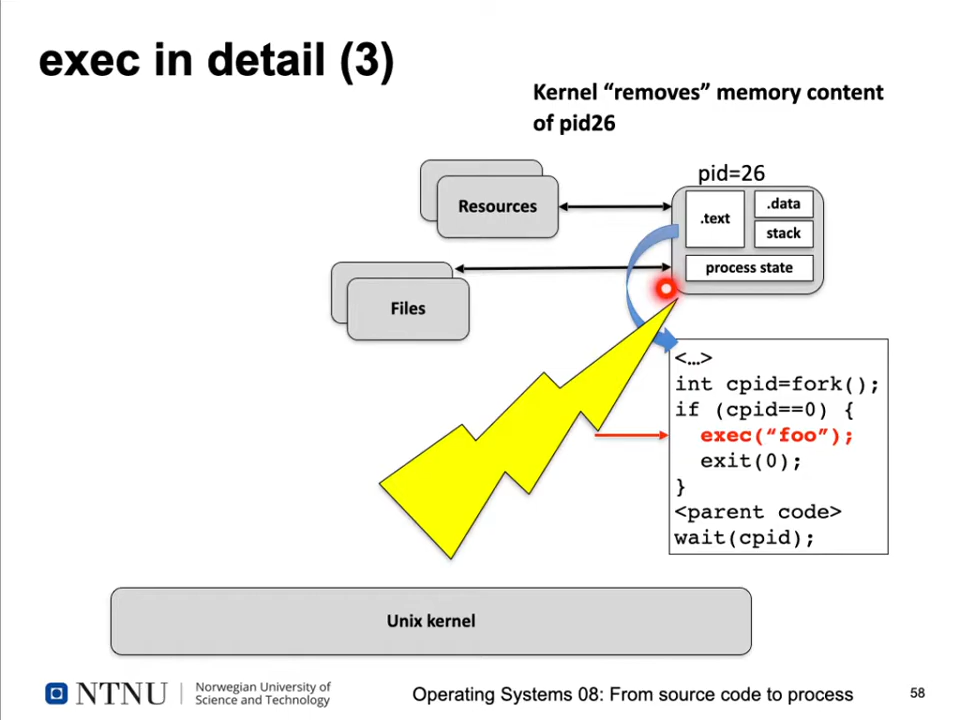 exec in detail (3)
Kernel “removes” memory content
of pid26
pid=26
Resources
.text
.data
stack
process state
Files
<…>
int cpid=fork();
if (cpid==0) {
exec(“foo”);
exit(0);
}
<parent code>
wait(cpid);
Unix kernel
NTNU
Norwegian University of
Science and Technology
Operating Systems 08: From source code to process
58